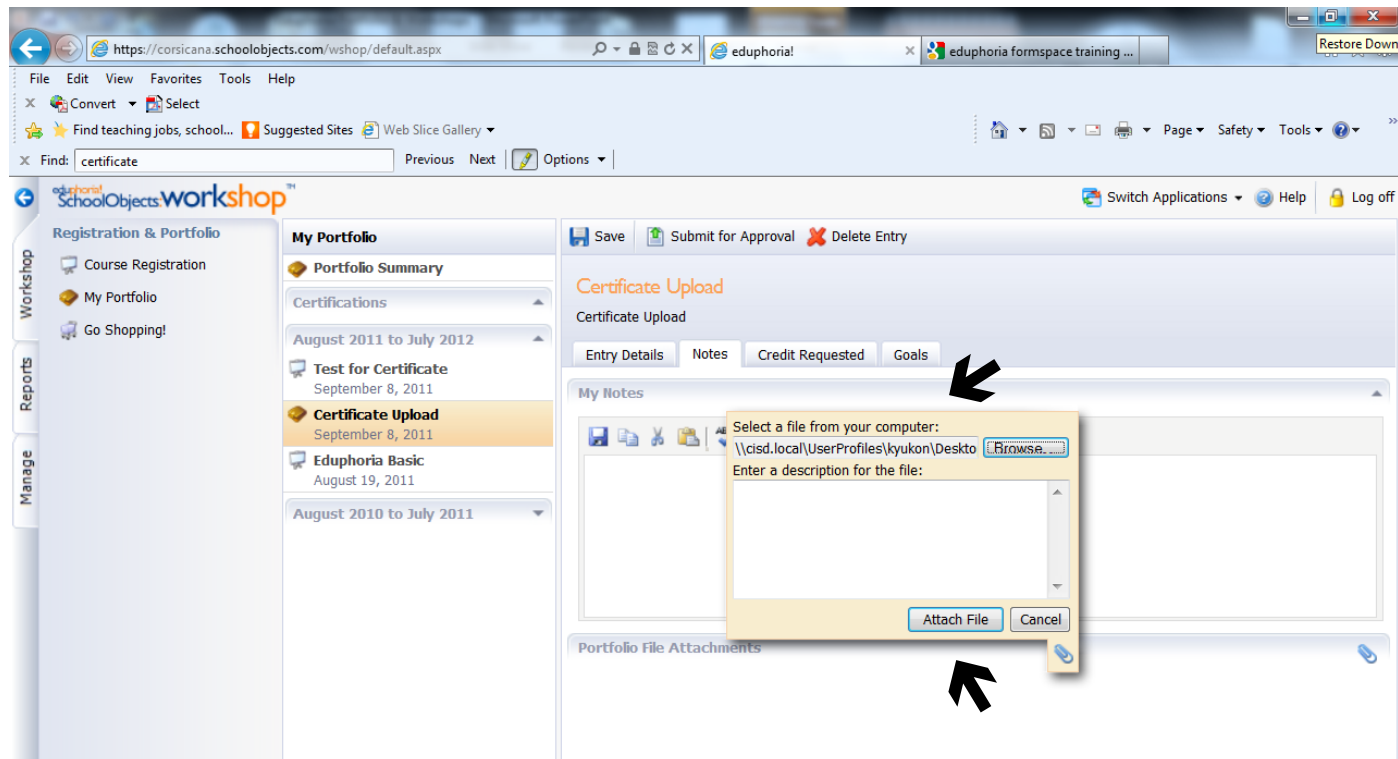 Restore Down
https://corsicana.schoolobjects.com/wshop/default.aspx
eduphoria!
eduphoria formspace training ...
File Edit View Favorites Tools Help
x Convert Select
Find teaching jobs, school... Suggested Sites Web Slice Gallery
Page Safety Tools
x Find: certificate Previous Next Options
eduphoria! SchoolObjects:workshop™
Switch Applications Help Log off
Workshop
Reports
Manage
Registration & Portfolio
Course Registration
My Portfolio
Go Shopping!
My Portfolio
Portfolio Summary
Certifications
August 2011 to July 2012
Test for Certificate
September 8, 2011
Certificate Upload
September 8, 2011
Eduphoria Basic
August 19, 2011
August 2010 to July 2011
Save Submit for Approval Delete Entry
Certificate Upload
Certificate Upload
Entry Details Notes Credit Requested Goals
My Notes
Select a file from your computer:
\\cisd.local\UserProfiles\kyukon\Deskto Browse...
Enter a description for the file:
Attach File Cancel
Portfolio File Attachments